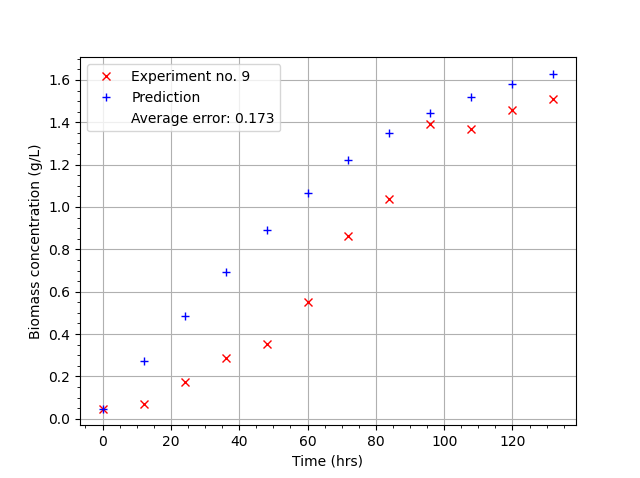 Experiment no. 9
Prediction
Average error: 0.173
Biomass concentration (g/L)
1.6
1.4
1.2
1.0
0.8
0.6
0.4
0.2
0.0
0 20 40 60 80 100 120
Time (hrs)